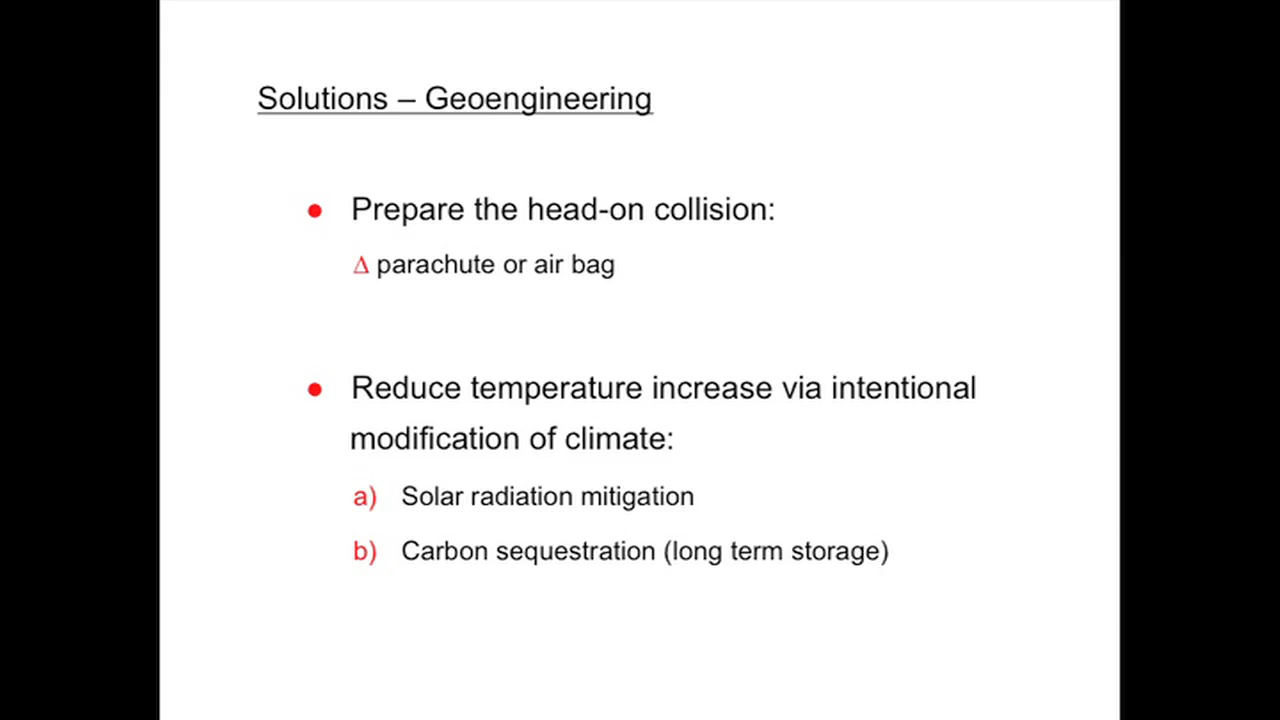 Solutions – Geoengineering
● Prepare the head-on collision:
Δ parachute or air bag
● Reduce temperature increase via intentional
modification of climate:
a) Solar radiation mitigation
b) Carbon sequestration (long term storage)